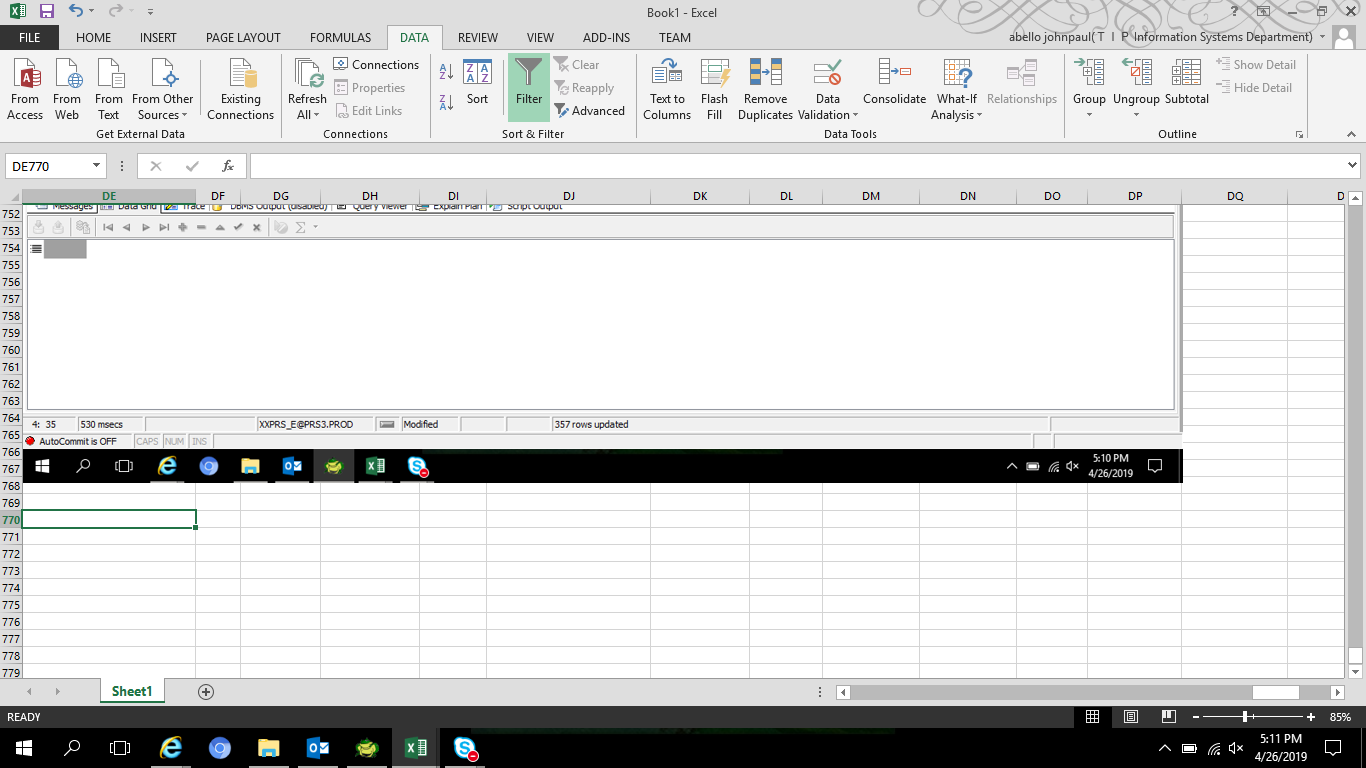 Book1 - Excel
FILE HOME INSERT PAGE LAYOUT FORMULAS DATA REVIEW VIEW ADD-INS TEAM abello johnpaul( T I P Information Systems Department)
From Access From Web From Text From Other Sources Existing Connections Refresh All Connections Properties Edit Links Sort Filter Clear Reapply Advanced Text to Columns Flash Fill Remove Duplicates Data Validation Consolidate What-If Analysis Relationships Group Ungroup Subtotal Show Detail Hide Detail
Get External Data Connections Sort & Filter Data Tools Outline
DE770 fx
DE DF DG DH DI DJ DK DL DM DN DO DP DQ D
752 Messages Data Grid Trace DBMS Output (disabled) Query Viewer Explain Plan Script Output
753
754
755
756
757
758
759
760
761
762
763
764 4: 35 530 msecs XXPRS_E@PRS3.PROD Modified 357 rows updated
765 AutoCommit is OFF CAPS NUM INS
766
767 5:10 PM
4/26/2019
768
769
770
771
772
773
774
775
776
777
778
779
Sheet1
READY 85%
5:11 PM
4/26/2019